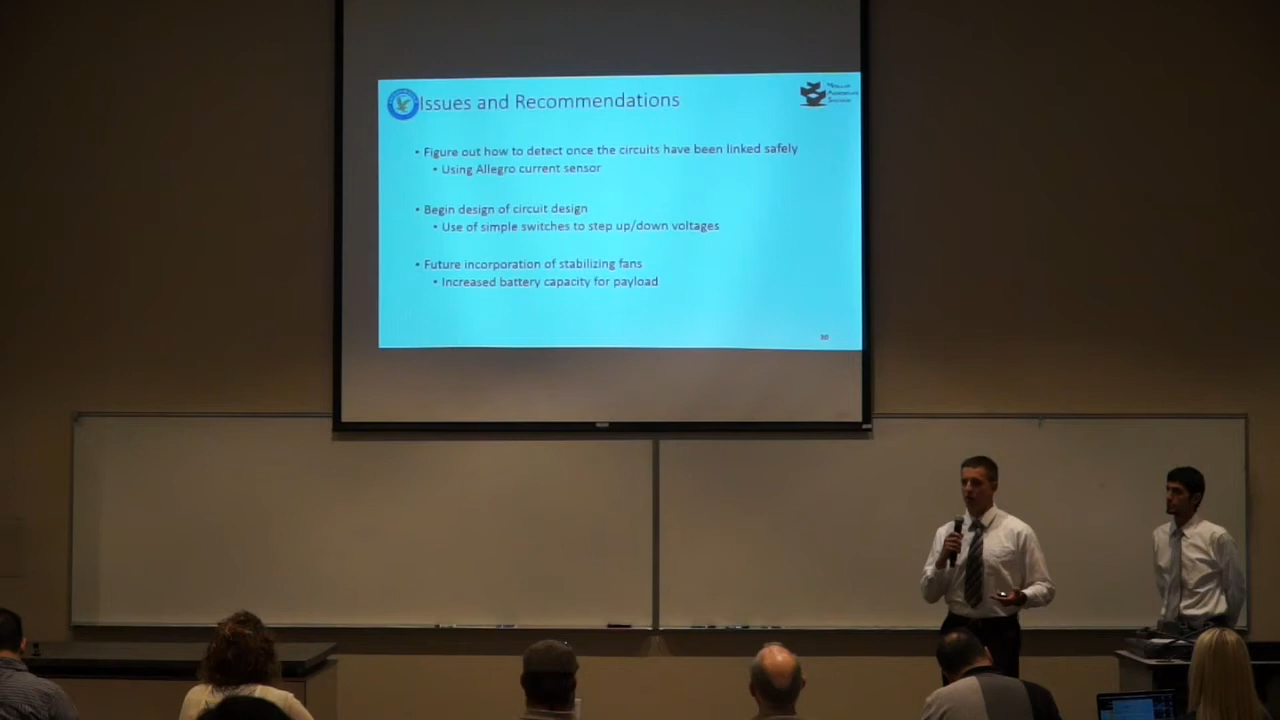 Issues and Recommendations
• Figure out how to detect once the circuits have been linked safely
• Using Allegro current sensor
• Begin design of circuit design
• Use of simple switches to step up/down voltages
• Future incorporation of stabilizing fans
• Increased battery capacity for payload